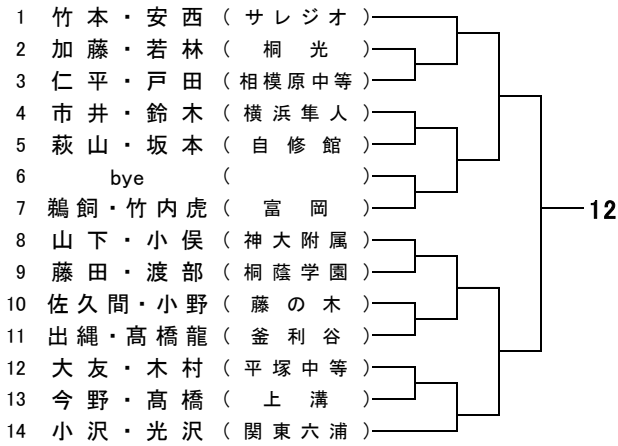 1 竹本・安西 (サレジオ)
2 加藤・若林 (桐光)
3 仁平・戸田 (相模原中等)
4 市井・鈴木 (横浜隼人)
5 萩山・坂本 (自修館)
6 bye ( )
7 鵜飼・竹内虎 (富岡)
8 山下・小俣 (神大附属)
9 藤田・渡部 (桐蔭学園)
10 佐久間・小野 (藤の木)
11 出縄・髙橋龍 (釜利谷)
12 大友・木村 (平塚中等)
13 今野・髙橋 (上溝)
14 小沢・光沢 (関東六浦)
12